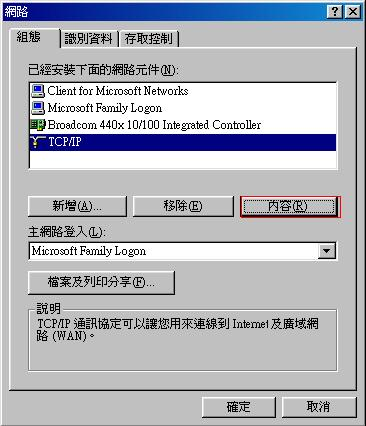 網路
組態 識別資料 存取控制
已經安裝下面的網路元件(N):
Client for Microsoft Networks
Microsoft Family Logon
Broadcom 440x 10/100 Integrated Controller
TCP/IP
新增(A)... 移除(E) 內容(R)
主網路登入(L):
Microsoft Family Logon
檔案及列印分享(F)...
說明
TCP/IP 通訊協定可以讓您用來連線到 Internet 及廣域網
路 (WAN)。
確定 取消